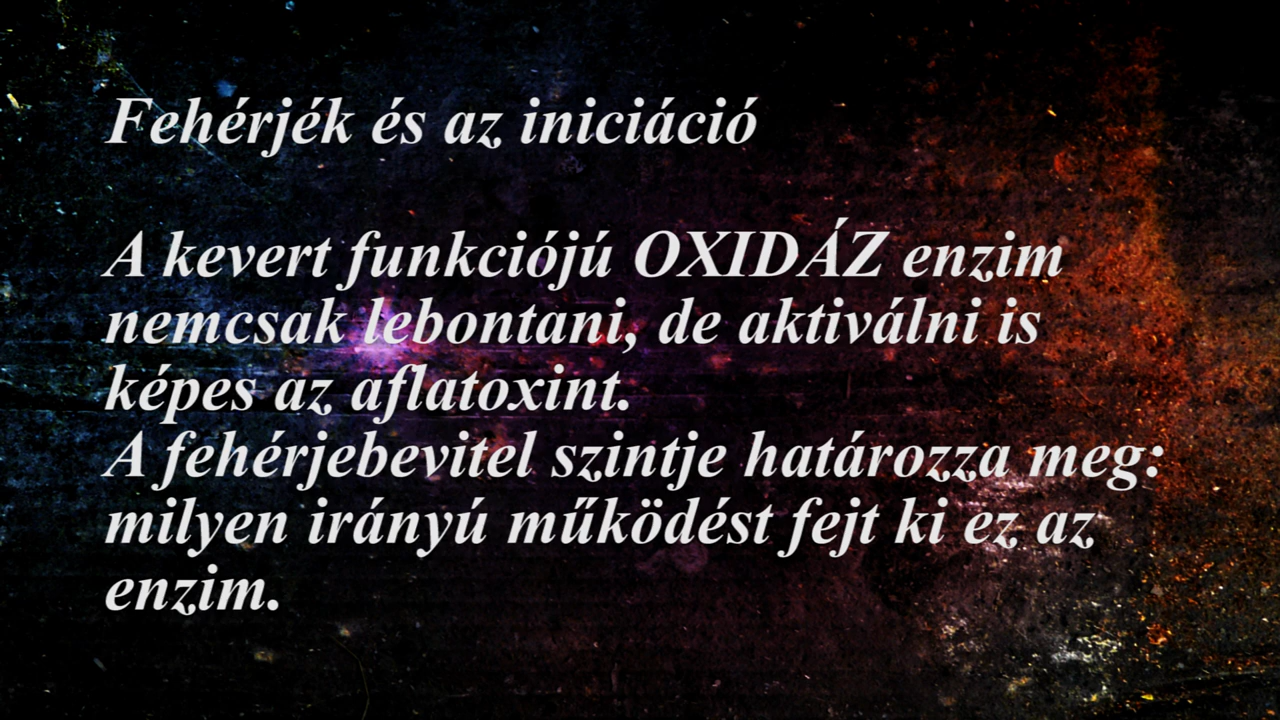 Fehérjék és az iniciáció
A kevert funkciójú OXIDÁZ enzim
nemcsak lebontani, de aktiválni is
képes az aflatoxint.
A fehérjebevitel szintje határozza meg:
milyen irányú működést fejt ki ez az
enzim.